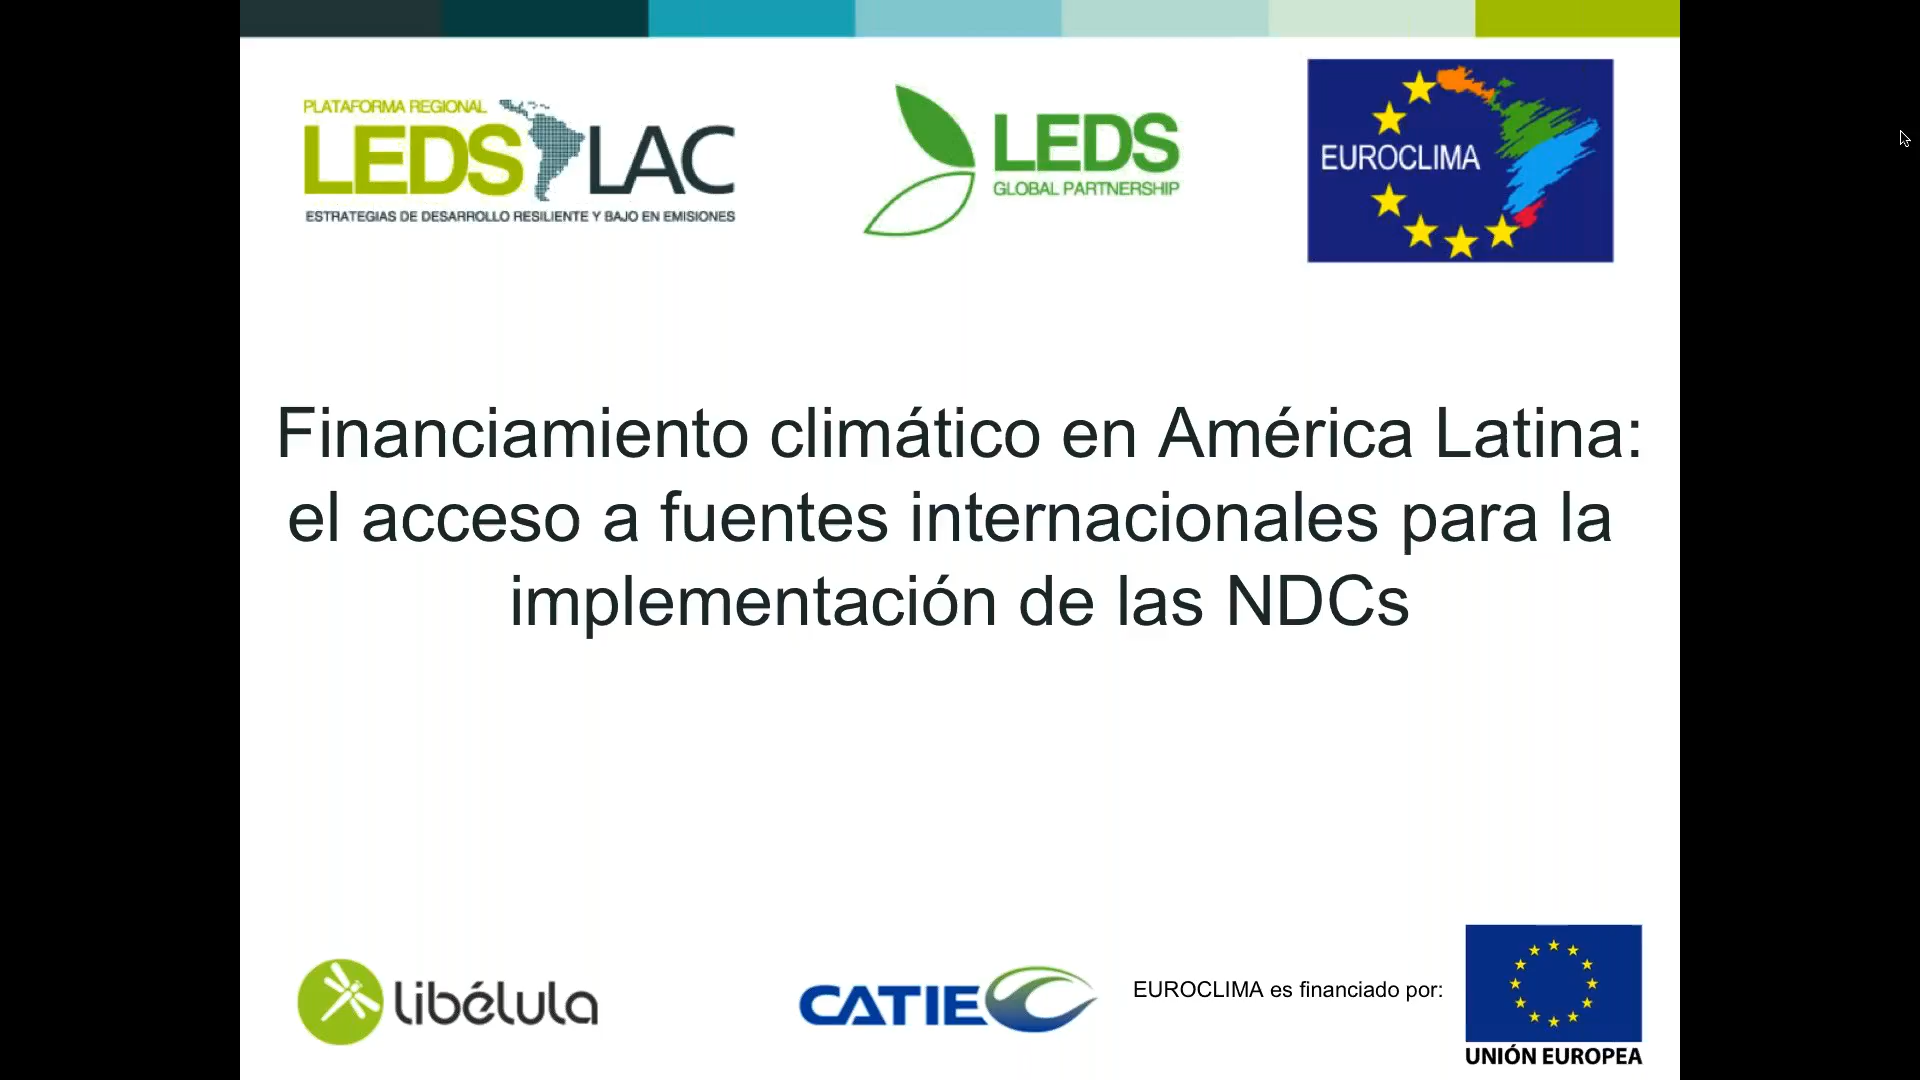 PLATAFORMA REGIONAL
LEDS LAC
ESTRATEGIAS DE DESARROLLO RESILIENTE Y BAJO EN EMISIONES
LEDS
GLOBAL PARTNERSHIP
EUROCLIMA
Financiamiento climático en América Latina:
el acceso a fuentes internacionales para la
implementación de las NDCs
libélula
CATIE
EUROCLIMA es financiado por:
UNIÓN EUROPEA